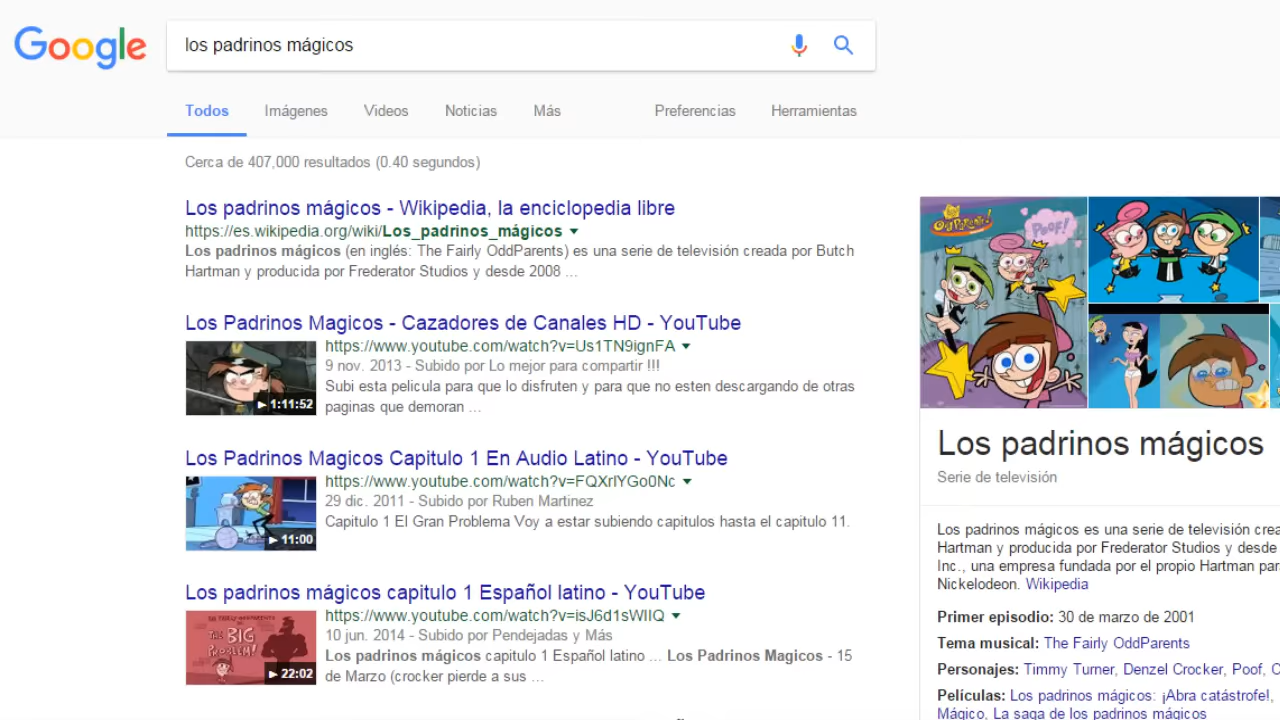 Google
los padrinos mágicos
Todos Imágenes Videos Noticias Más Preferencias Herramientas
Cerca de 407,000 resultados (0.40 segundos)
Los padrinos mágicos - Wikipedia, la enciclopedia libre
https://es.wikipedia.org/wiki/Los_padrinos_mágicos
Los padrinos mágicos (en inglés: The Fairly OddParents) es una serie de televisión creada por Butch
Hartman y producida por Frederator Studios y desde 2008 ...
Los Padrinos Magicos - Cazadores de Canales HD - YouTube
https://www.youtube.com/watch?v=Us1TN9ignFA
9 nov. 2013 - Subido por Lo mejor para compartir !!!
Subi esta pelicula para que lo disfruten y para que no esten descargando de otras
paginas que demoran ...
1:11:52
Los Padrinos Magicos Capitulo 1 En Audio Latino - YouTube
https://www.youtube.com/watch?v=FQXrlYGo0Nc
29 dic. 2011 - Subido por Ruben Martinez
Capitulo 1 El Gran Problema Voy a estar subiendo capitulos hasta el capitulo 11.
11:00
Los padrinos mágicos capitulo 1 Español latino - YouTube
https://www.youtube.com/watch?v=isJ6d1sWIIQ
10 jun. 2014 - Subido por Pendejadas y Más
Los padrinos mágicos capitulo 1 Español latino ... Los Padrinos Magicos - 15
de Marzo (crocker pierde a sus ...
THE BIG
PROBLEM!
22:02
OddParents!
POOF!
Los padrinos mágicos
Serie de televisión
Los padrinos mágicos es una serie de televisión crea
Hartman y producida por Frederator Studios y desde
Inc., una empresa fundada por el propio Hartman par
Nickelodeon. Wikipedia
Primer episodio: 30 de marzo de 2001
Tema musical: The Fairly OddParents
Personajes: Timmy Turner, Denzel Crocker, Poof,
Películas: Los padrinos mágicos: ¡Abra catástrofe!,
Mágico, La saga de los padrinos mágicos